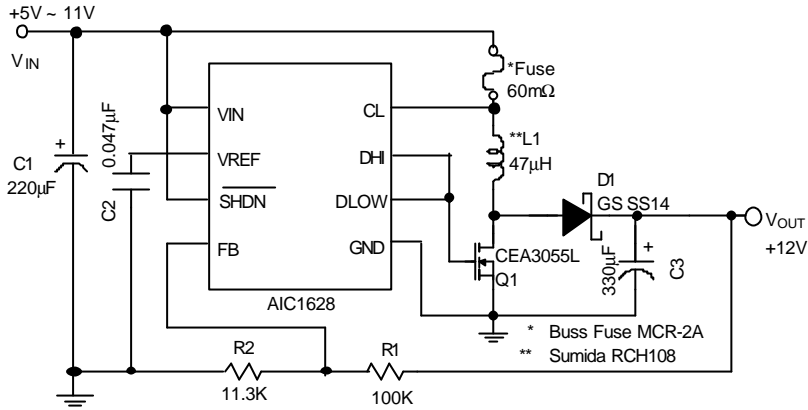 +5V ~ 11V
VIN
C1
220μF
+
C2
0.047μF
VIN
VREF
SHDN
FB
CL
DHI
DLOW
GND
AIC1628
*Fuse
60mΩ
**L1
47μH
D1
GS SS14
VOUT
+12V
CEA3055L
Q1
330μF
+
C3
* Buss Fuse MCR-2A
** Sumida RCH108
R2
11.3K
R1
100K